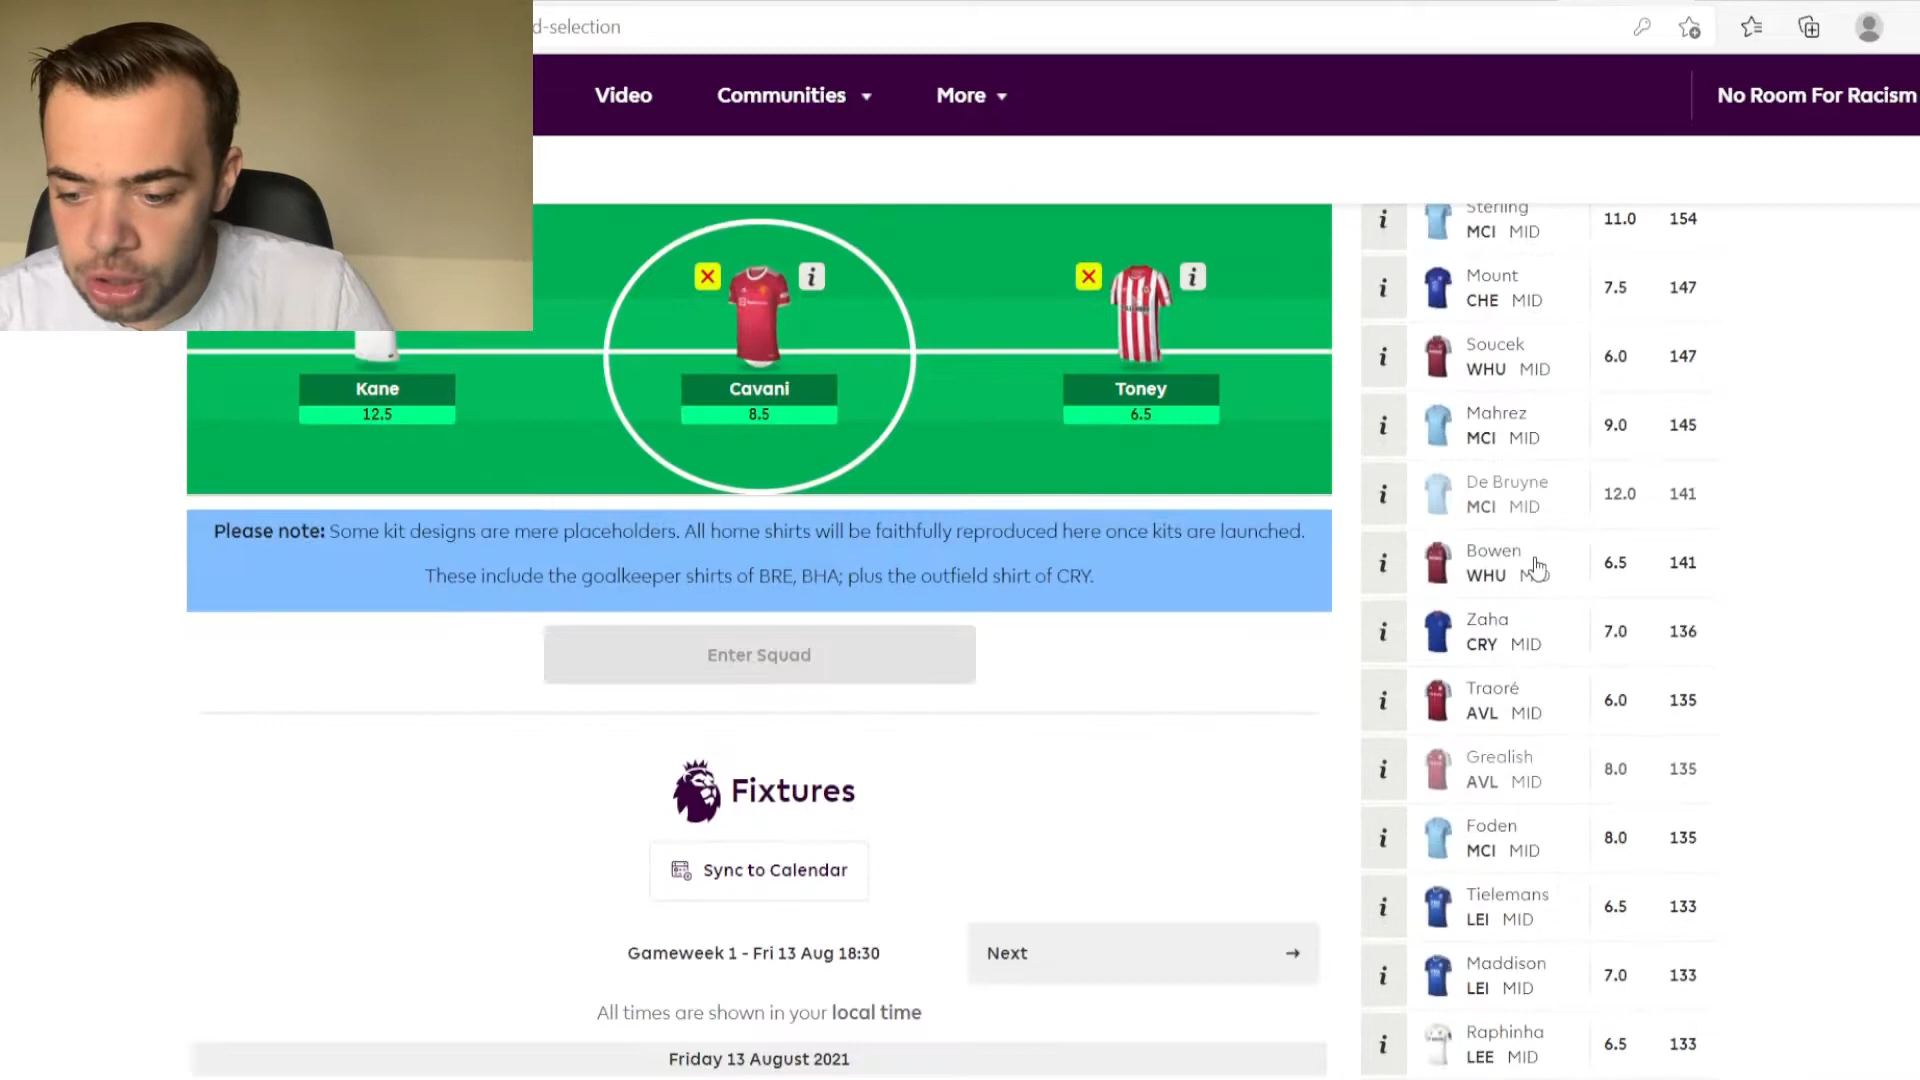 d-selection
Video
Communities
More
No Room For Racism
Kane
12.5
Cavani
8.5
Toney
6.5
Please note: Some kit designs are mere placeholders. All home shirts will be faithfully reproduced here once kits are launched.
These include the goalkeeper shirts of BRE, BHA; plus the outfield shirt of CRY.
Enter Squad
Fixtures
Sync to Calendar
Gameweek 1 - Fri 13 Aug 18:30
Next
All times are shown in your local time
Friday 13 August 2021
Sterling
MCI MID 11.0 154
Mount
CHE MID 7.5 147
Soucek
WHU MID 6.0 147
Mahrez
MCI MID 9.0 145
De Bruyne
MCI MID 12.0 141
Bowen
WHU MID 6.5 141
Zaha
CRY MID 7.0 136
Traoré
AVL MID 6.0 135
Grealish
AVL MID 8.0 135
Foden
MCI MID 8.0 135
Tielemans
LEI MID 6.5 133
Maddison
LEI MID 7.0 133
Raphinha
LEE MID 6.5 133